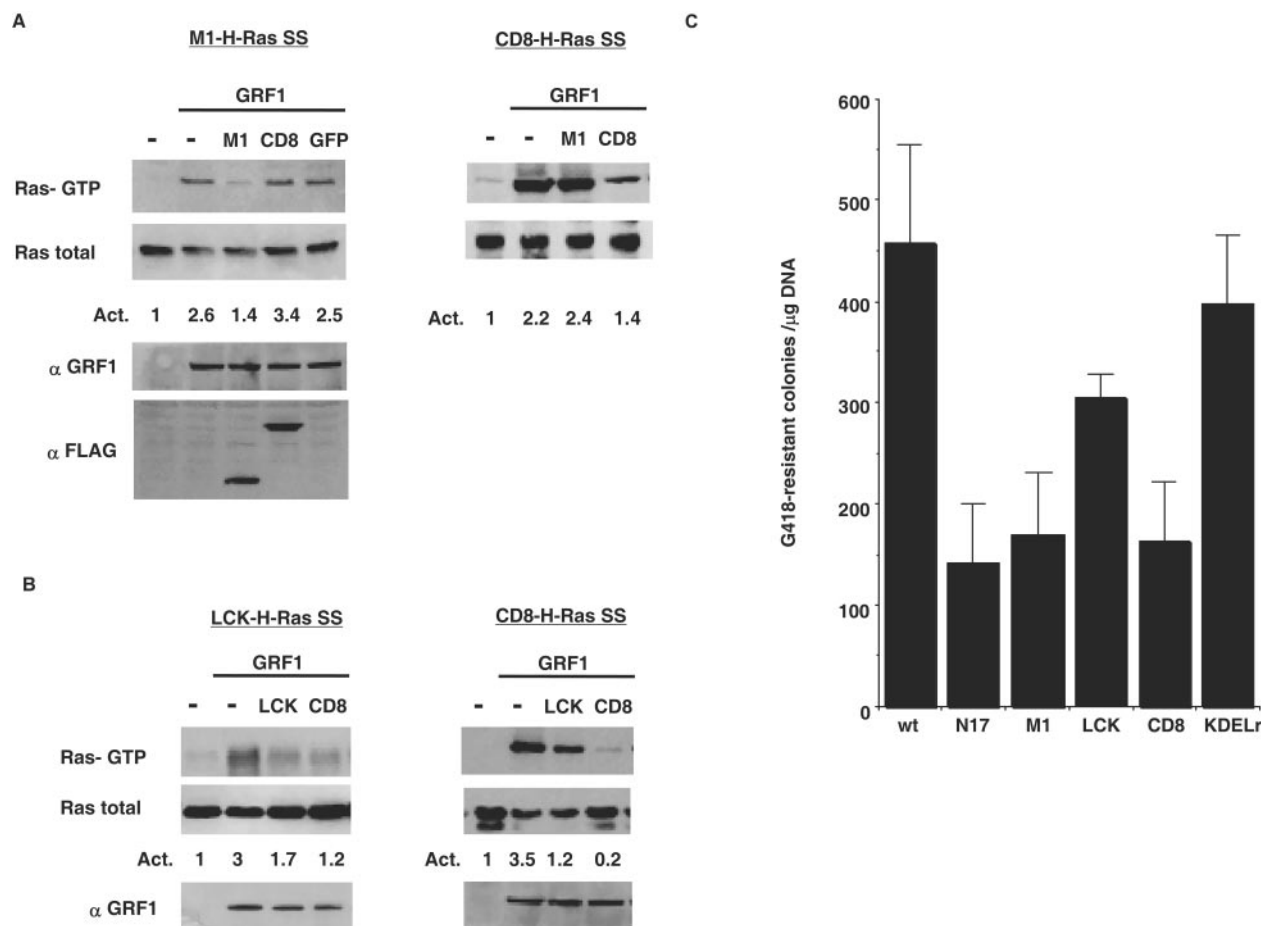 A
M1-H-Ras SS
GRF1
- - M1 CD8 GFP
Ras- GTP
Ras total
Act. 1 2.6 1.4 3.4 2.5
α GRF1
α FLAG
CD8-H-Ras SS
GRF1
- - M1 CD8
Act. 1 2.2 2.4 1.4
B
LCK-H-Ras SS
GRF1
- - LCK CD8
Ras- GTP
Ras total
Act. 1 3 1.7 1.2
α GRF1
CD8-H-Ras SS
GRF1
- - LCK CD8
Act. 1 3.5 1.2 0.2
C
G418-resistant colonies /μg DNA
600
500
400
300
200
100
0
wt N17 M1 LCK CD8 KDELr